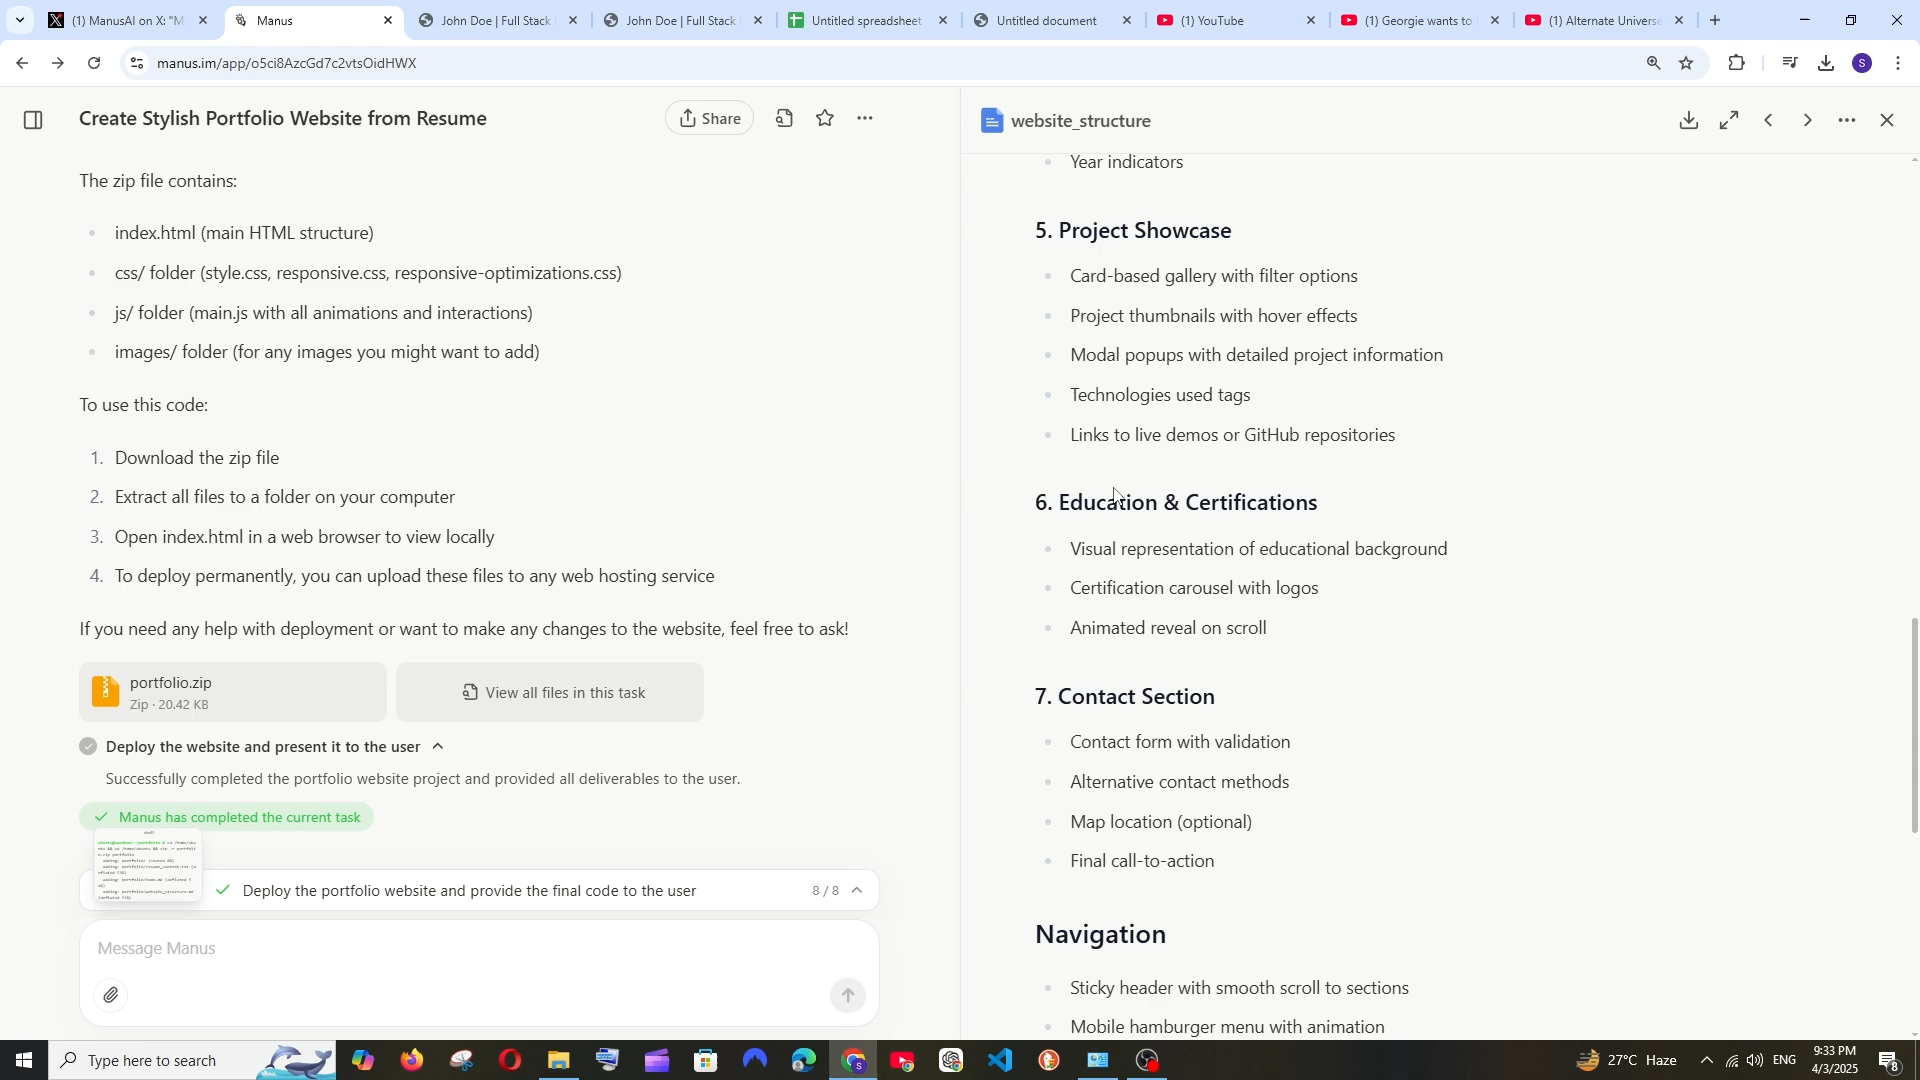 (1) ManusAI on X: "M
Manus
John Doe | Full Stack
John Doe | Full Stack
Untitled spreadsheet
Untitled document
(1) YouTube
(1) Georgie wants to
(1) Alternate Universe
manus.im/app/o5ci8AzcGd7c2vtsOidHWX
S
Create Stylish Portfolio Website from Resume
Share
The zip file contains:
index.html (main HTML structure)
css/ folder (style.css, responsive.css, responsive-optimizations.css)
js/ folder (main.js with all animations and interactions)
images/ folder (for any images you might want to add)
To use this code:
1. Download the zip file
2. Extract all files to a folder on your computer
3. Open index.html in a web browser to view locally
4. To deploy permanently, you can upload these files to any web hosting service
If you need any help with deployment or want to make any changes to the website, feel free to ask!
portfolio.zip
Zip · 20.42 KB
View all files in this task
Deploy the website and present it to the user
Successfully completed the portfolio website project and provided all deliverables to the user.
Manus has completed the current task
Deploy the portfolio website and provide the final code to the user
8 / 8
Message Manus
website_structure
Year indicators
5. Project Showcase
Card-based gallery with filter options
Project thumbnails with hover effects
Modal popups with detailed project information
Technologies used tags
Links to live demos or GitHub repositories
6. Education & Certifications
Visual representation of educational background
Certification carousel with logos
Animated reveal on scroll
7. Contact Section
Contact form with validation
Alternative contact methods
Map location (optional)
Final call-to-action
Navigation
Sticky header with smooth scroll to sections
Mobile hamburger menu with animation
Type here to search
27°C Haze
ENG
9:33 PM
4/3/2025
8